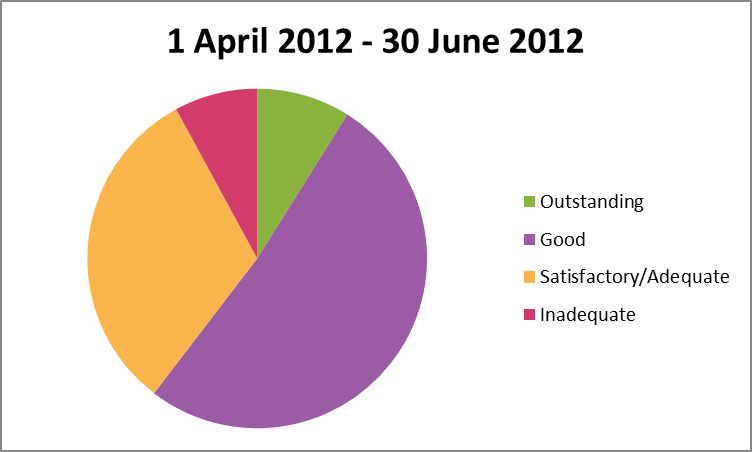 1 April 2012 - 30 June 2012
Outstanding
Good
Satisfactory/Adequate
Inadequate